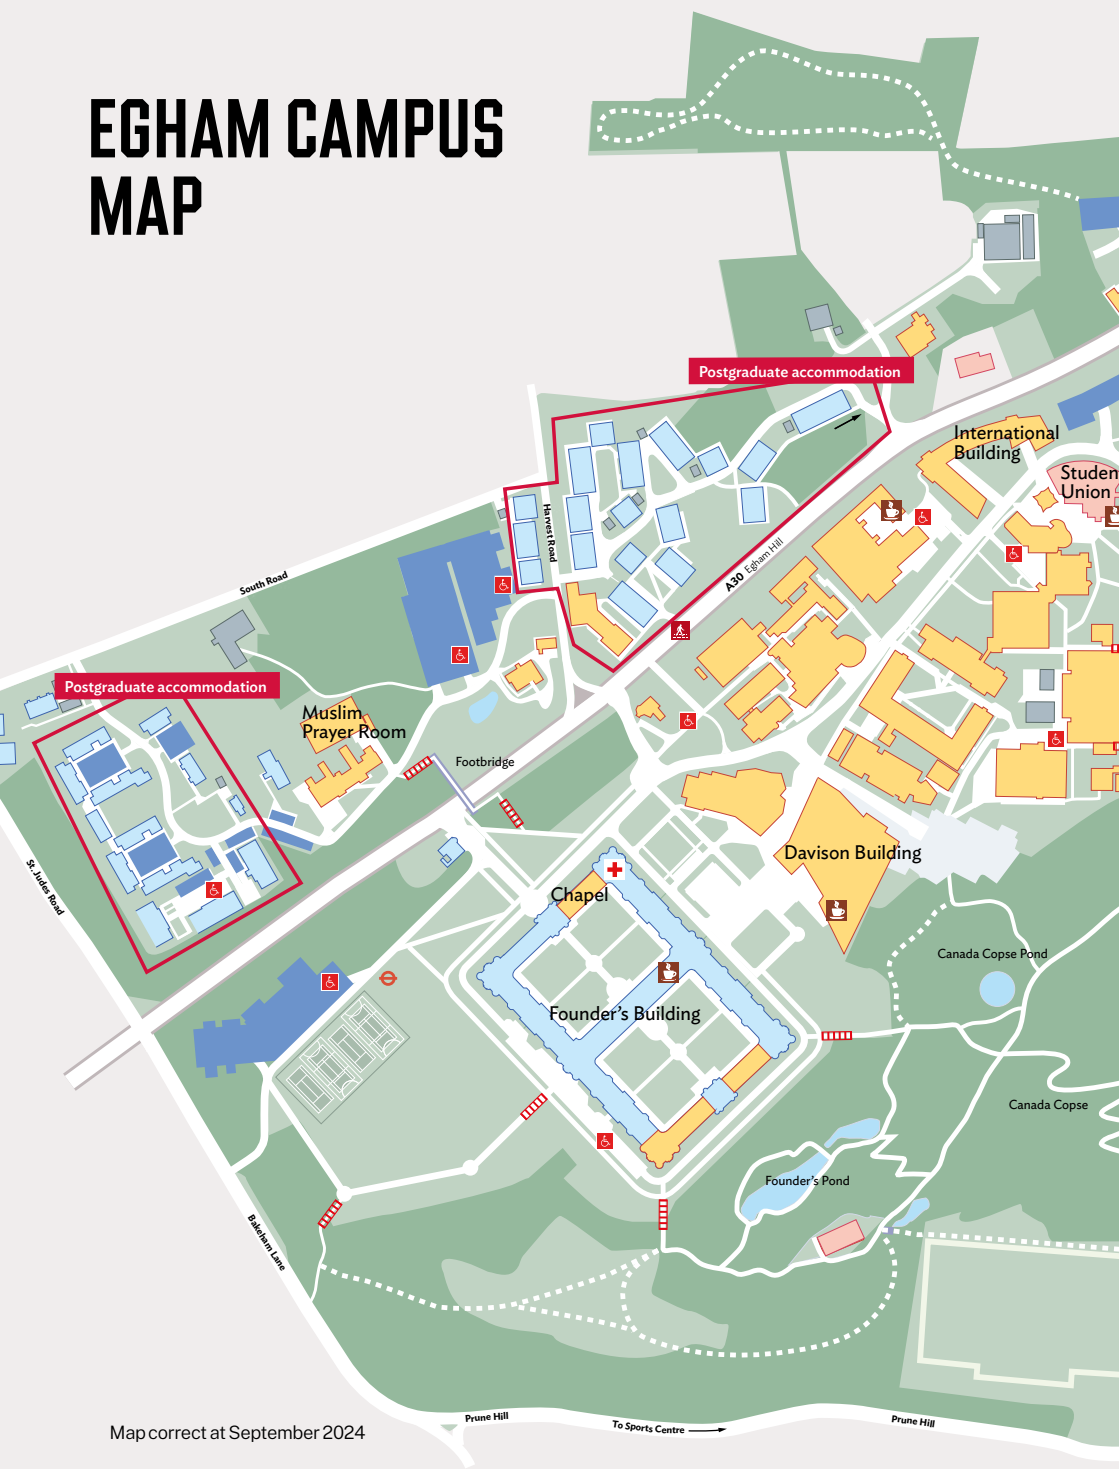 EGHAM CAMPUS
MAP
Postgraduate accommodation
International
Building
Studen
Union
Harvest Road
A30 Egham Hill
South Road
Postgraduate accommodation
Muslim
Prayer Room
Footbridge
St. Judes Road
Davison Building
Chapel
Canada Copse Pond
Founder's Building
Canada Copse
Founder's Pond
Bakeham Lane
Prune Hill
To Sports Centre
Prune Hill
Map correct at September 2024